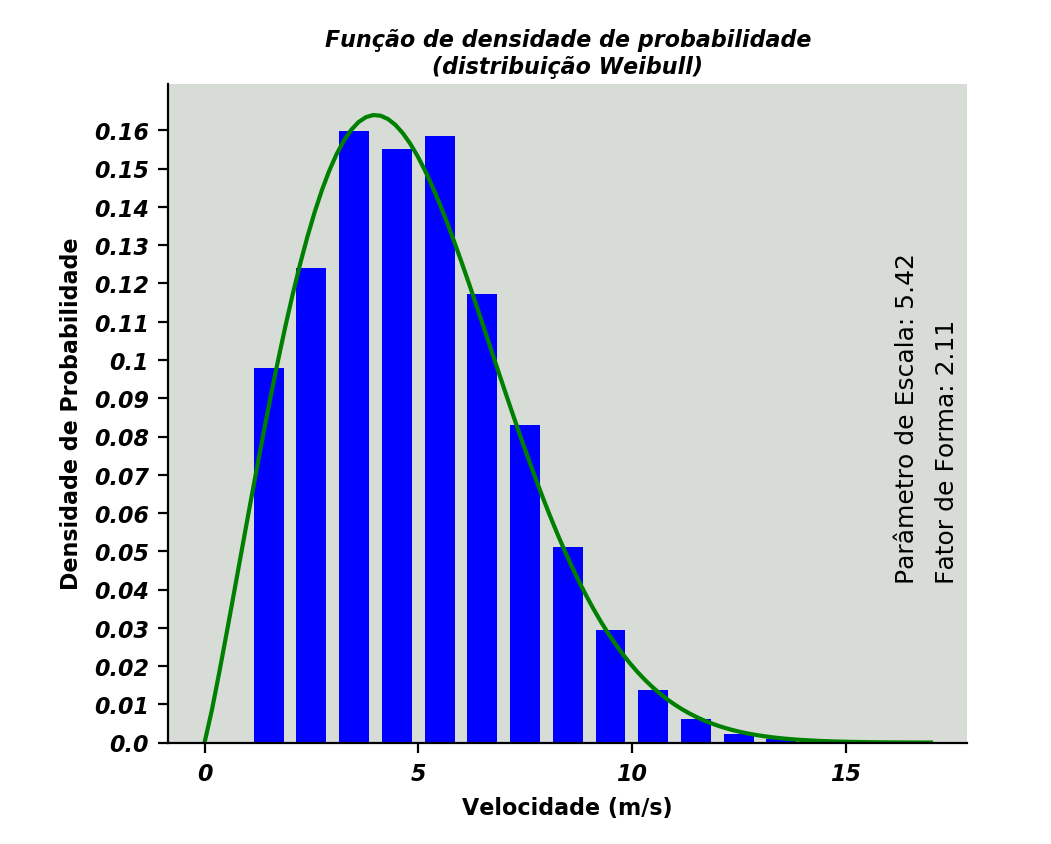 Função de densidade de probabilidade
(distribuição Weibull)
Densidade de Probabilidade
0.16
0.15
0.14
0.13
0.12
0.11
0.1
0.09
0.08
0.07
0.06
0.05
0.04
0.03
0.02
0.01
0.0
Parâmetro de Escala: 5.42
Fator de Forma: 2.11
0 5 10 15
Velocidade (m/s)